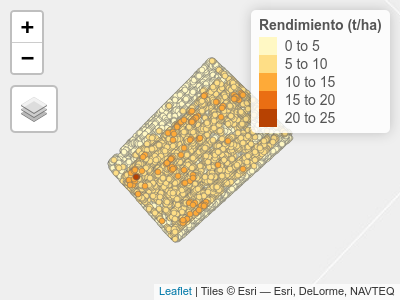 +
−
Rendimiento (t/ha)
0 to 5
5 to 10
10 to 15
15 to 20
20 to 25
Leaflet | Tiles © Esri — Esri, DeLorme, NAVTEQ